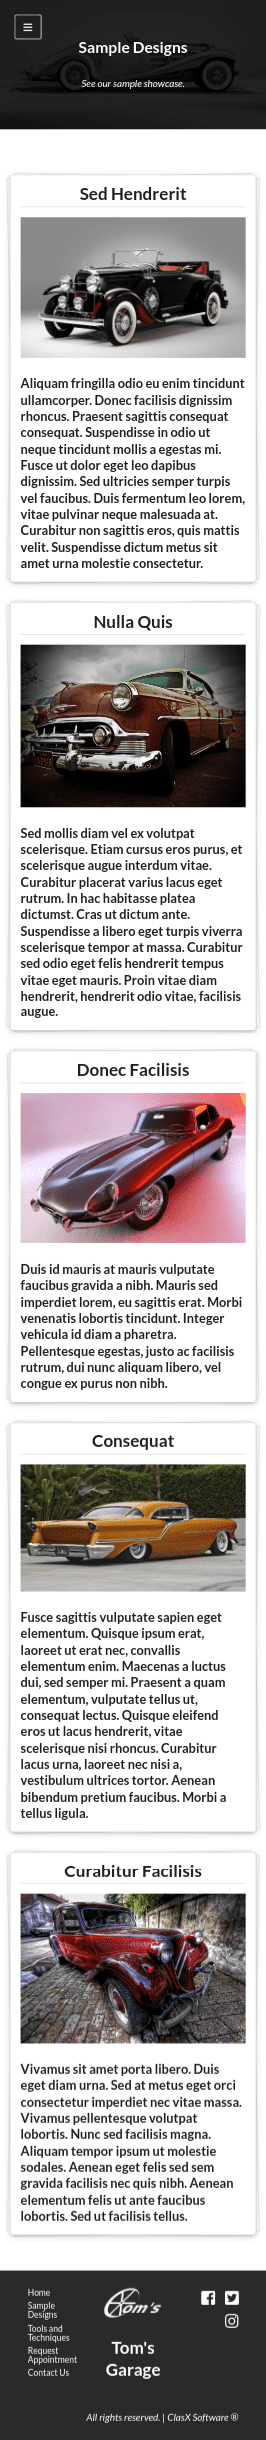 Sample Designs
See our sample showcase.
Sed Hendrerit
Aliquam fringilla odio eu enim tincidunt
ullamcorper. Donec facilisis dignissim
rhoncus. Praesent sagittis consequat
consequat. Suspendisse in odio ut
neque tincidunt mollis a egestas mi.
Fusce ut dolor eget leo dapibus
dignissim. Sed ultricies semper turpis
vel faucibus. Duis fermentum leo lorem,
vitae pulvinar neque malesuada at.
Curabitur non sagittis eros, quis mattis
velit. Suspendisse dictum metus sit
amet urna molestie consectetur.
Nulla Quis
Sed mollis diam vel ex volutpat
scelerisque. Etiam cursus eros purus, et
scelerisque augue interdum vitae.
Curabitur placerat varius lacus eget
rutrum. In hac habitasse platea
dictumst. Cras ut dictum ante.
Suspendisse a libero eget turpis viverra
scelerisque tempor at massa. Curabitur
sed odio eget felis hendrerit tempus
vitae eget mauris. Proin vitae diam
hendrerit, hendrerit odio vitae, facilisis
augue.
Donec Facilisis
Duis id mauris at mauris vulputate
faucibus gravida a nibh. Mauris sed
imperdiet lorem, eu sagittis erat. Morbi
venenatis lobortis tincidunt. Integer
vehicula id diam a pharetra.
Pellentesque egestas, justo ac facilisis
rutrum, dui nunc aliquam libero, vel
congue ex purus non nibh.
Consequat
Fusce sagittis vulputate sapien eget
elementum. Quisque ipsum erat,
laoreet ut erat nec, convallis
elementum enim. Maecenas a luctus
dui, sed semper mi. Praesent a quam
elementum, vulputate tellus ut,
consequat lectus. Quisque eleifend
eros ut lacus hendrerit, vitae
scelerisque nisi rhoncus. Curabitur
lacus urna, laoreet nec nisi a,
vestibulum ultrices tortor. Aenean
bibendum pretium faucibus. Morbi a
tellus ligula.
Curabitur Facilisis
Vivamus sit amet porta libero. Duis
eget diam urna. Sed at metus eget orci
consectetur imperdiet nec vitae massa.
Vivamus pellentesque volutpat
lobortis. Nunc sed facilisis magna.
Aliquam tempor ipsum ut molestie
sodales. Aenean eget felis sed sem
gravida facilisis nec quis nibh. Aenean
elementum felis ut ante faucibus
lobortis. Sed ut facilisis tellus.
Home
Sample
Designs
Tools and
Techniques
Request
Appointment
Contact Us
Tom's
Tom's
Garage
All rights reserved. | ClasX Software ®